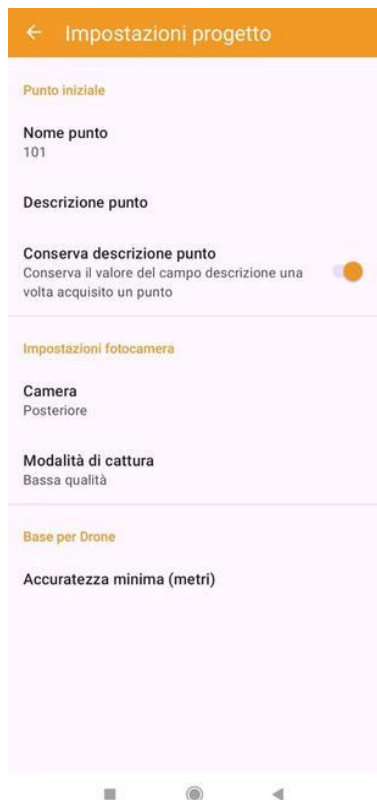 Impostazioni progetto
Punto iniziale
Nome punto
101
Descrizione punto
Conserva descrizione punto
Conserva il valore del campo descrizione una
volta acquisito un punto
Impostazioni fotocamera
Camera
Posteriore
Modalità di cattura
Bassa qualità
Base per Drone
Accuratezza minima (metri)